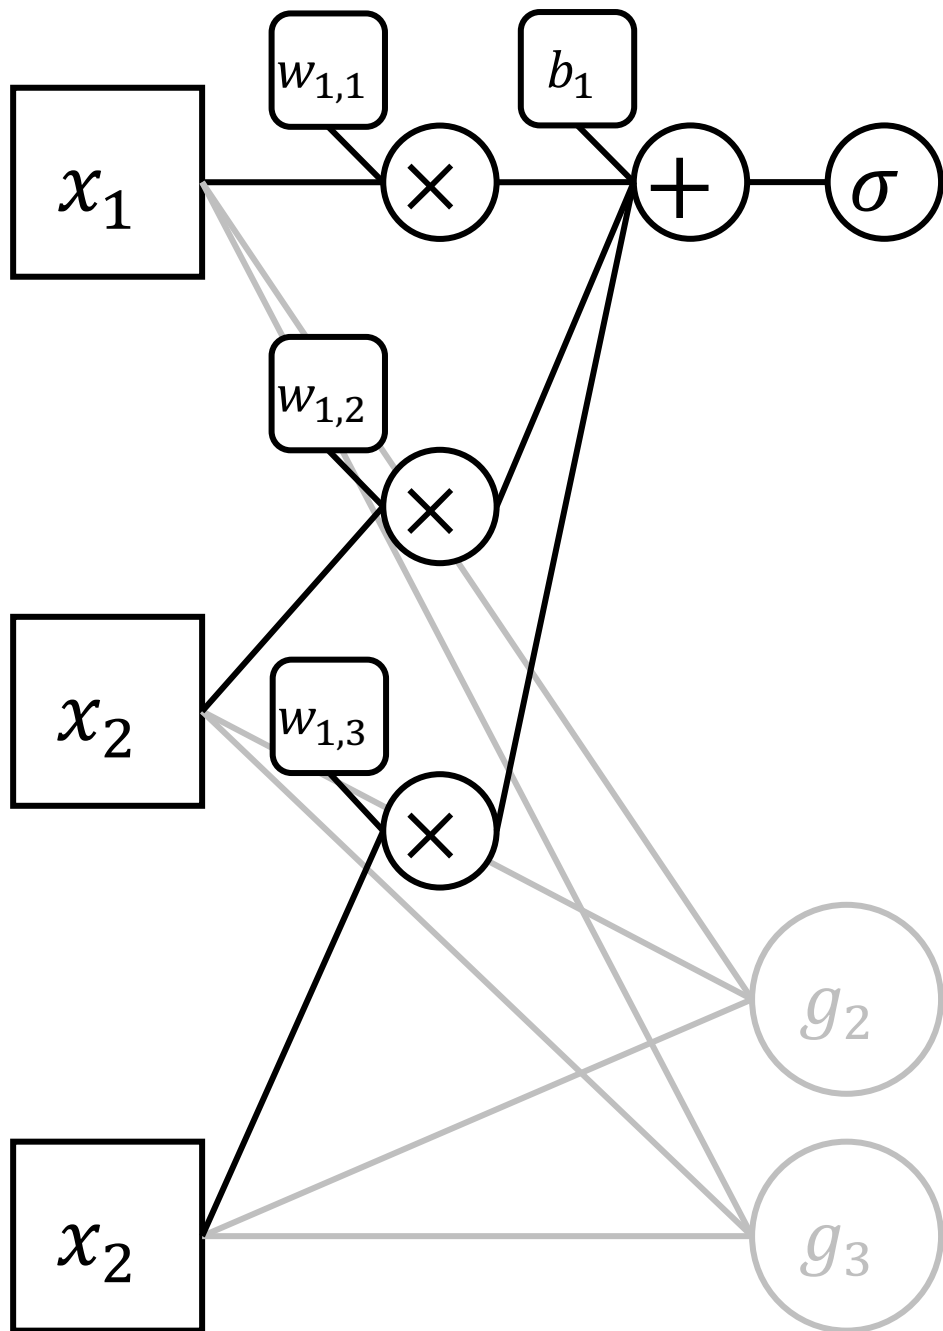 w₁,₁ b₁
x₁ × + σ
w₁,₂
×
x₂ w₁,₃
×
g₂
x₂ g₃